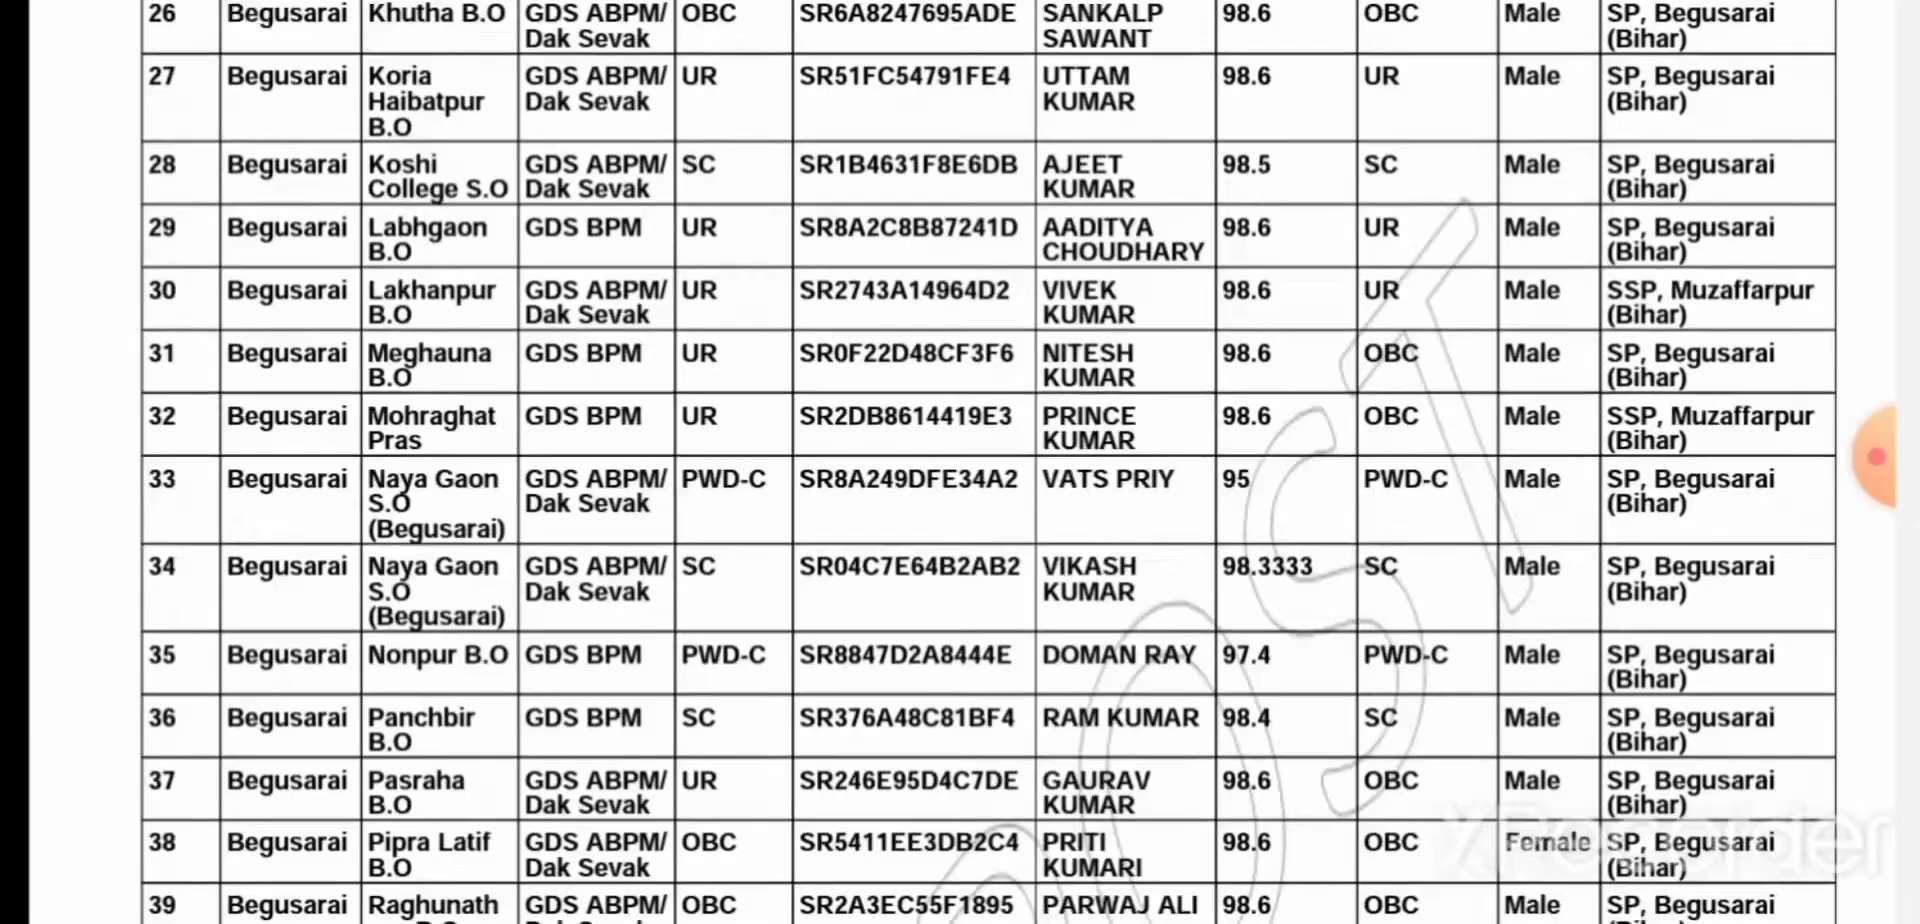 26 Begusarai Khutha B.O GDS ABPM/ OBC SR6A8247695ADE SANKALP 98.6 OBC Male SP, Begusarai
Dak Sevak SAWANT (Bihar)
27 Begusarai Koria GDS ABPM/ UR SR51FC54791FE4 UTTAM 98.6 UR Male SP, Begusarai
Haibatpur Dak Sevak KUMAR (Bihar)
B.O
28 Begusarai Koshi GDS ABPM/ SC SR1B4631F8E6DB AJEET 98.5 SC Male SP, Begusarai
College S.O Dak Sevak KUMAR (Bihar)
29 Begusarai Labhgaon GDS BPM UR SR8A2C8B87241D AADITYA 98.6 UR Male SP, Begusarai
B.O CHOUDHARY (Bihar)
30 Begusarai Lakhanpur GDS ABPM/ UR SR2743A14964D2 VIVEK 98.6 UR Male SSP, Muzaffarpur
B.O Dak Sevak KUMAR (Bihar)
31 Begusarai Meghauna GDS BPM UR SR0F22D48CF3F6 NITESH 98.6 OBC Male SP, Begusarai
B.O KUMAR (Bihar)
32 Begusarai Mohraghat GDS BPM UR SR2DB8614419E3 PRINCE 98.6 OBC Male SSP, Muzaffarpur
Pras KUMAR (Bihar)
33 Begusarai Naya Gaon GDS ABPM/ PWD-C SR8A249DFE34A2 VATS PRIY 95 PWD-C Male SP, Begusarai
S.O Dak Sevak (Bihar)
(Begusarai)
34 Begusarai Naya Gaon GDS ABPM/ SC SR04C7E64B2AB2 VIKASH 98.3333 SC Male SP, Begusarai
S.O Dak Sevak KUMAR (Bihar)
(Begusarai)
35 Begusarai Nonpur B.O GDS BPM PWD-C SR8847D2A8444E DOMAN RAY 97.4 PWD-C Male SP, Begusarai
(Bihar)
36 Begusarai Panchbir GDS BPM SC SR376A48C81BF4 RAM KUMAR 98.4 SC Male SP, Begusarai
B.O (Bihar)
37 Begusarai Pasraha GDS ABPM/ UR SR246E95D4C7DE GAURAV 98.6 OBC Male SP, Begusarai
B.O Dak Sevak KUMAR (Bihar)
38 Begusarai Pipra Latif GDS ABPM/ OBC SR5411EE3DB2C4 PRITI 98.6 OBC Female SP, Begusarai
B.O Dak Sevak KUMARI (Bihar)
39 Begusarai Raghunath GDS ABPM/ OBC SR2A3EC55F1895 PARWAJ ALI 98.6 OBC Male SP, Begusarai
POST
XRecorder